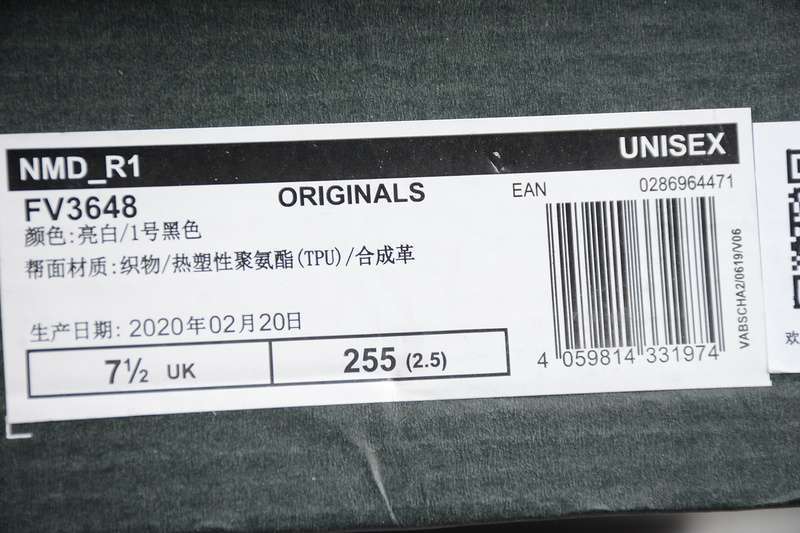 NMD_R1 UNISEX
FV3648 ORIGINALS EAN 0286964471
颜色:亮白/1号黑色
帮面材质:织物/热塑性聚氨酯(TPU)/合成革
生产日期: 2020年02月20日
7½ UK 255 (2.5)
4 059814 331974
VABSCHA2/0619/V06
欢